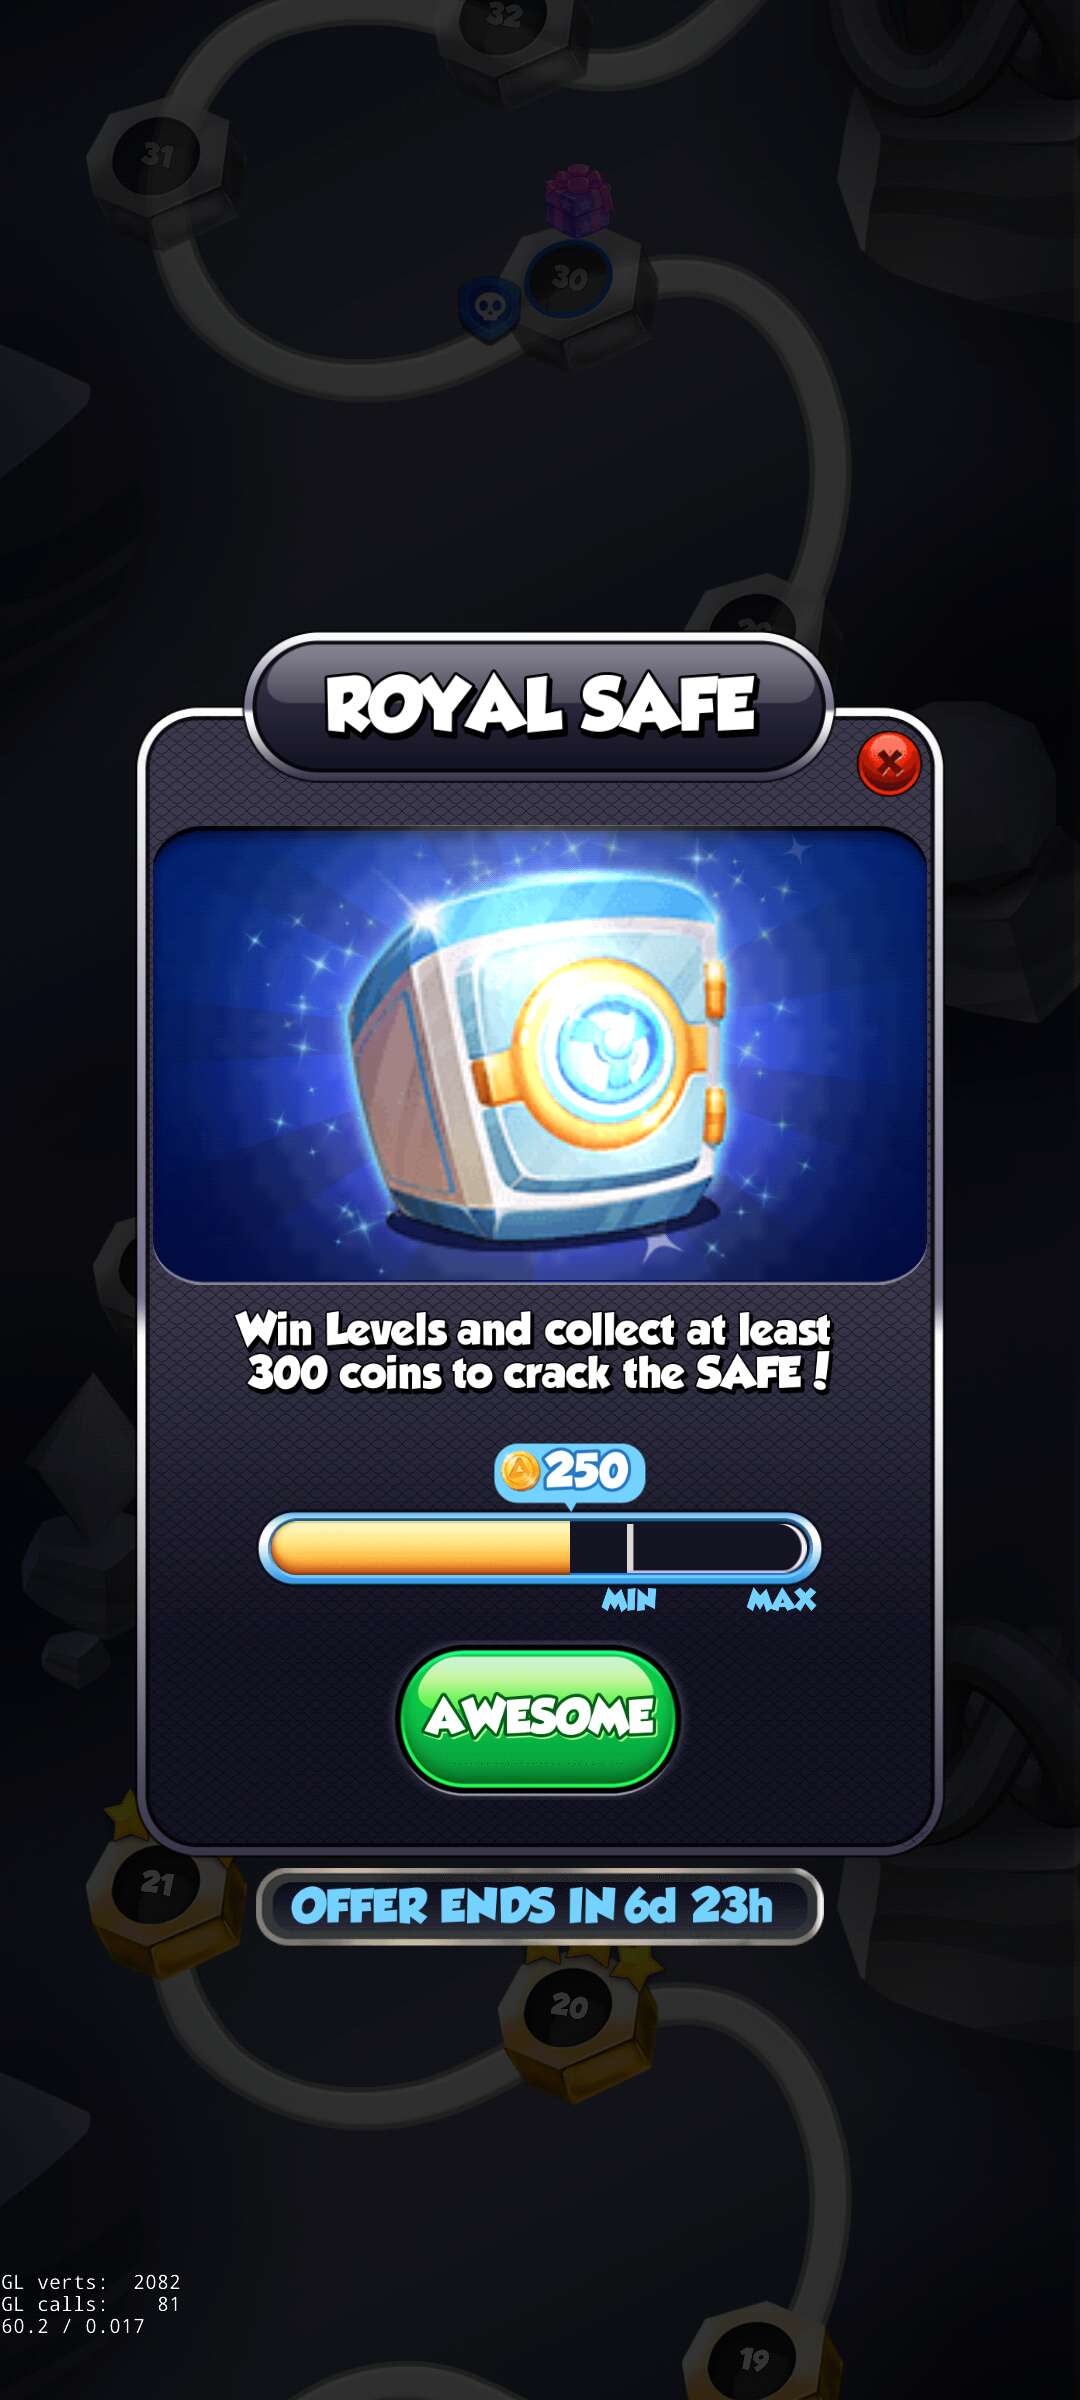 32
31
30
ROYAL SAFE
Win Levels and collect at least
300 coins to crack the SAFE!
250
MIN MAX
AWESOME
21
OFFER ENDS IN 6d 23h
20
GL verts: 2082
GL calls: 81
60.2 / 0.017
19